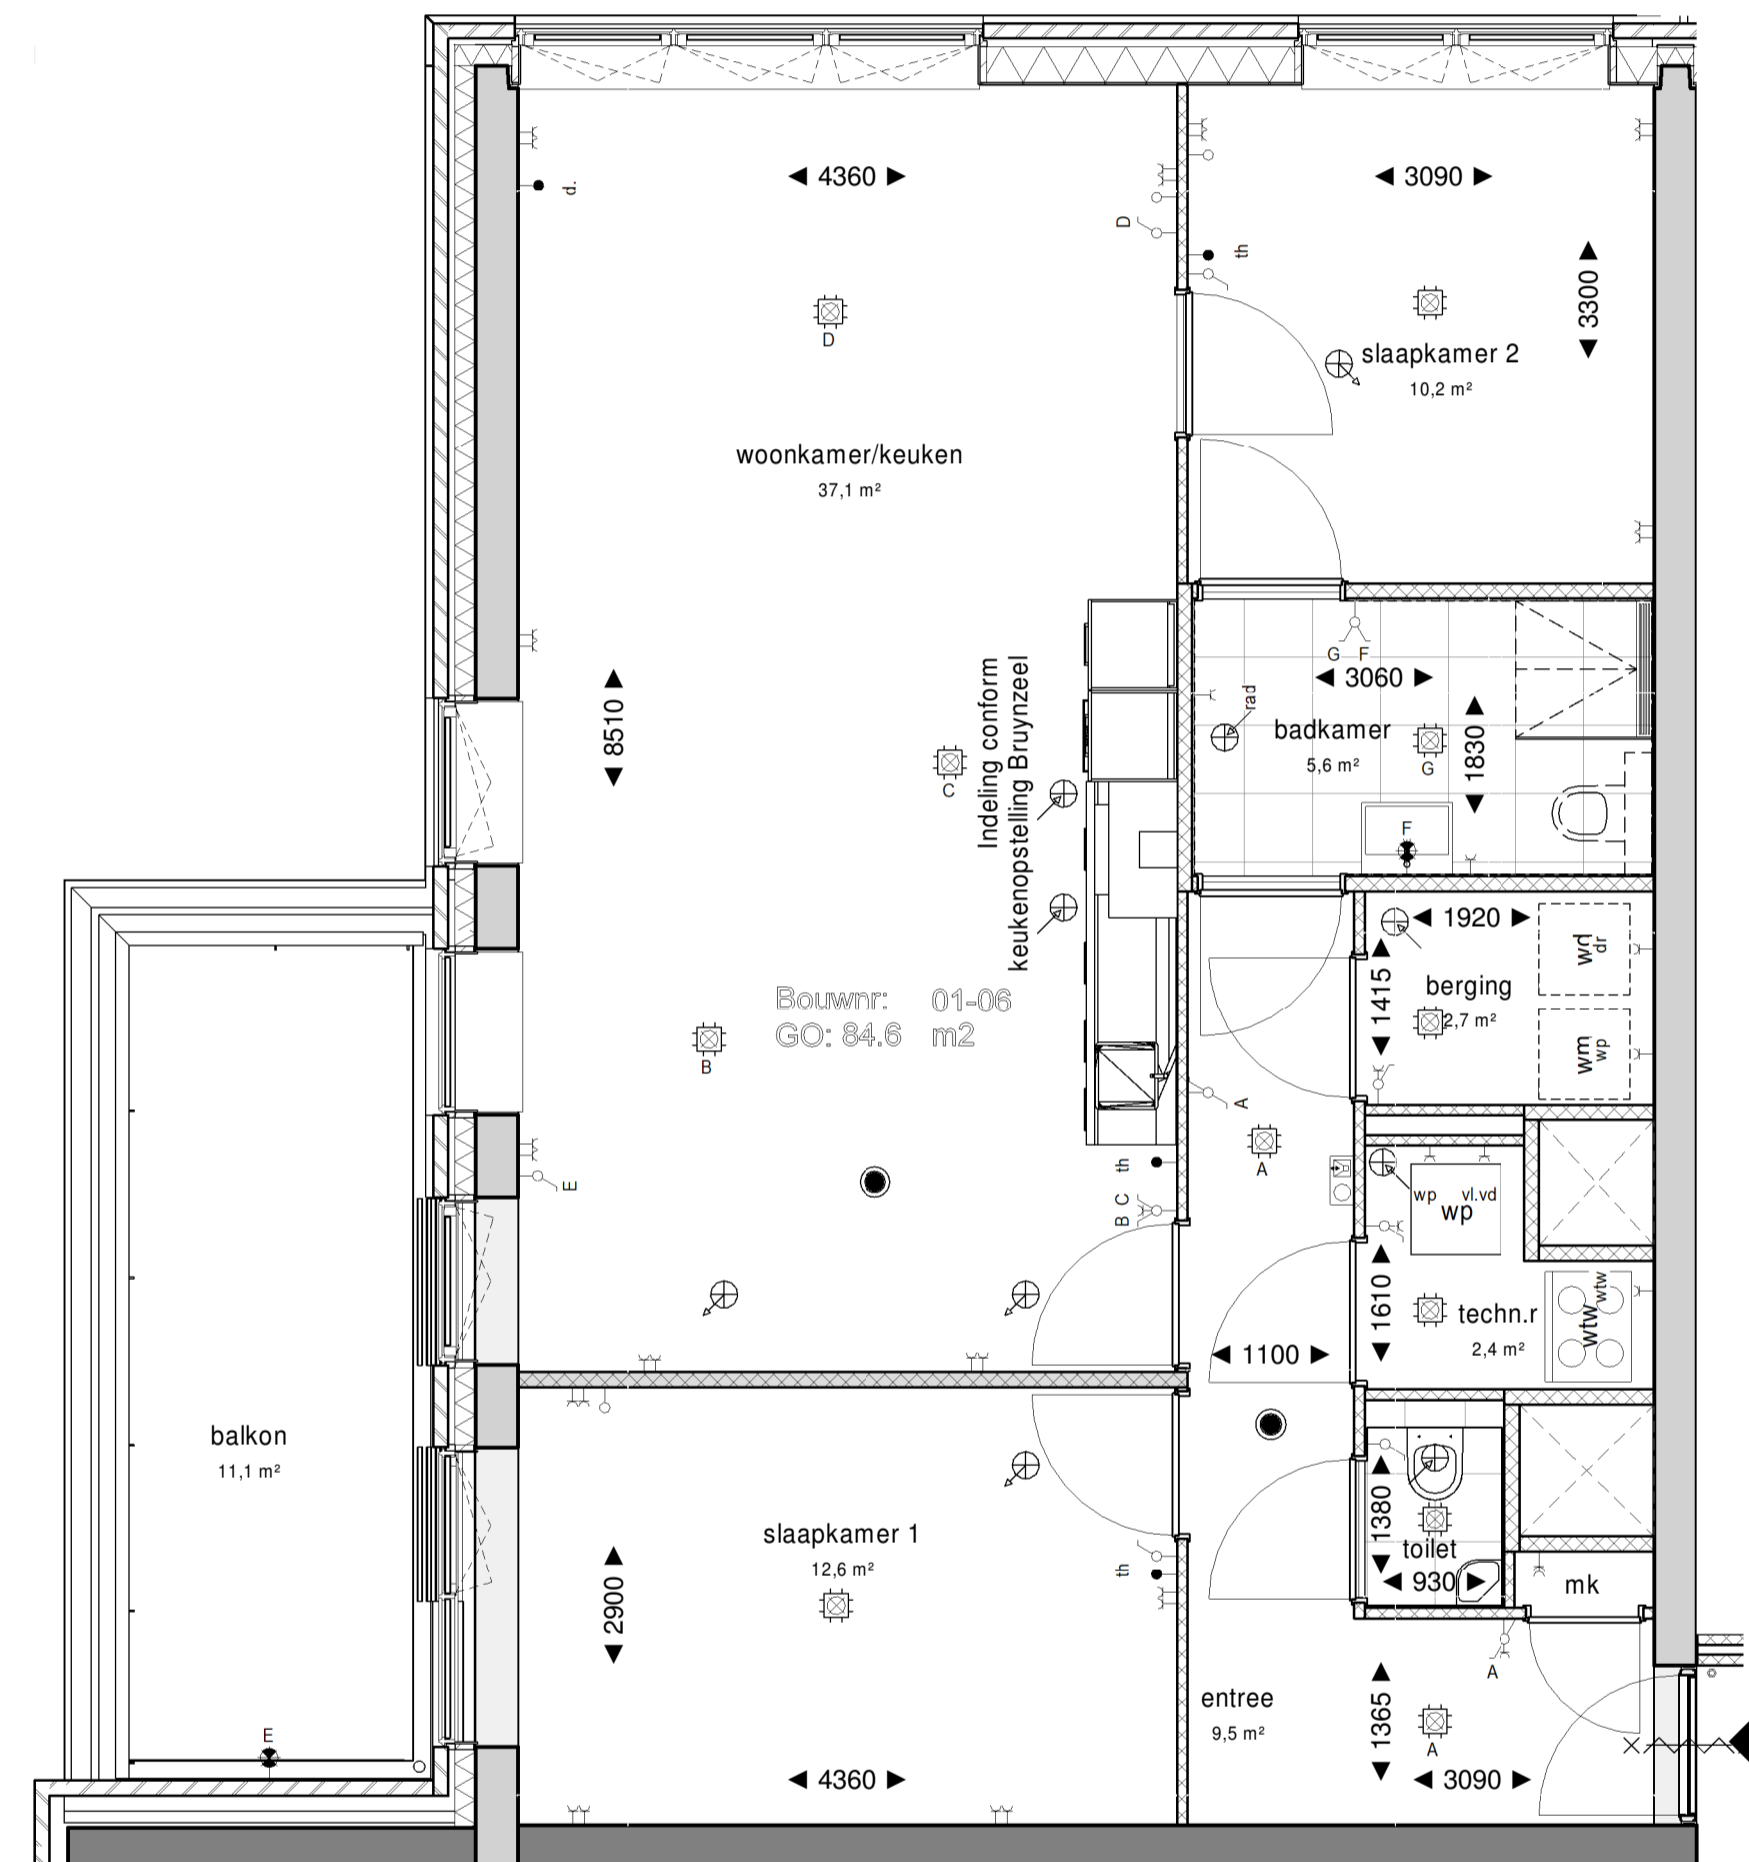 4360
3090
d.
D
th
3300
D
slaapkamer 2
10,2 m²
woonkamer/keuken
37,1 m²
G F
3060
rad
badkamer
5,6 m²
1830
G
F
8510
C
Indeling conform
keukenopstelling Bruynzeel
1920
1415
berging
2,7 m²
wd
dr
wm
wp
Bouwnr: 01-06
GO: 84.6 m2
B
A
A
E
th
B C
wp vl.vd
wp
1610
techn.r
2,4 m²
wtw
wtw
1100
balkon
11,1 m²
E
slaapkamer 1
12,6 m²
th
2900
1380
toilet
930
mk
A
entree
9,5 m²
1365
A
4360
3090